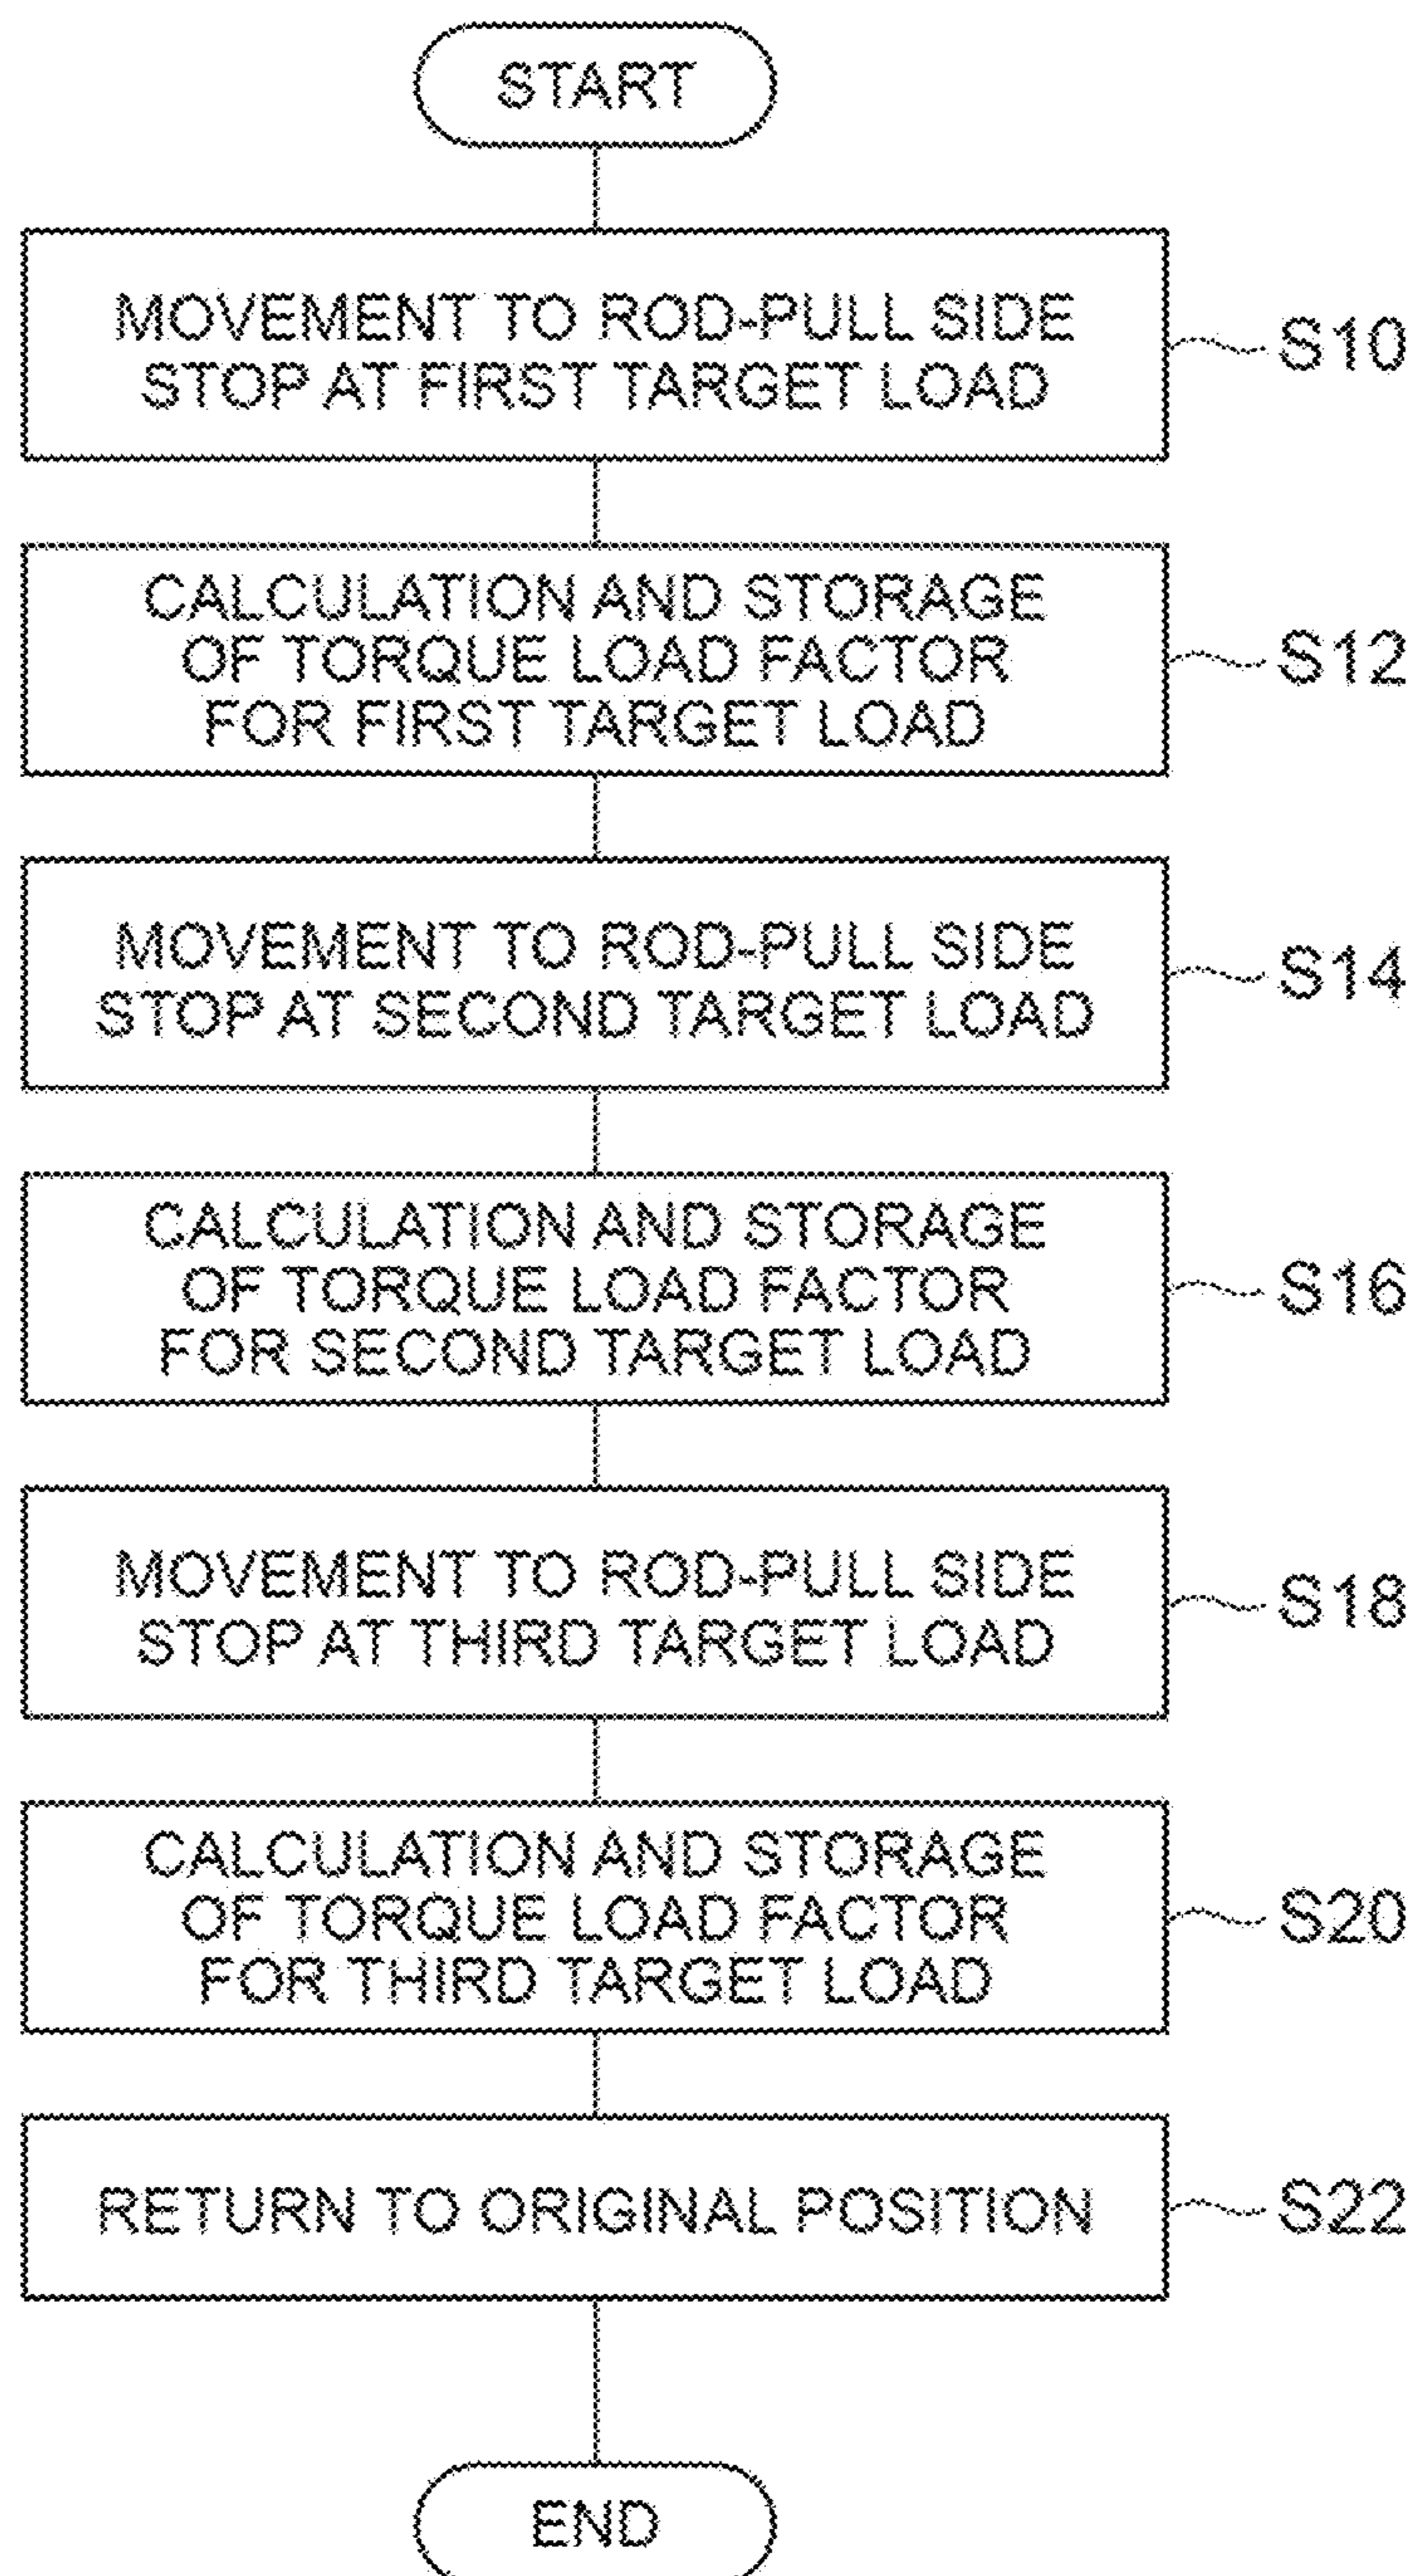 START
MOVEMENT TO ROD-PULL SIDE
STOP AT FIRST TARGET LOAD
S10
CALCULATION AND STORAGE
OF TORQUE LOAD FACTOR
FOR FIRST TARGET LOAD
S12
MOVEMENT TO ROD-PULL SIDE
STOP AT SECOND TARGET LOAD
S14
CALCULATION AND STORAGE
OF TORQUE LOAD FACTOR
FOR SECOND TARGET LOAD
S16
MOVEMENT TO ROD-PULL SIDE
STOP AT THIRD TARGET LOAD
S18
CALCULATION AND STORAGE
OF TORQUE LOAD FACTOR
FOR THIRD TARGET LOAD
S20
RETURN TO ORIGINAL POSITION
S22
END